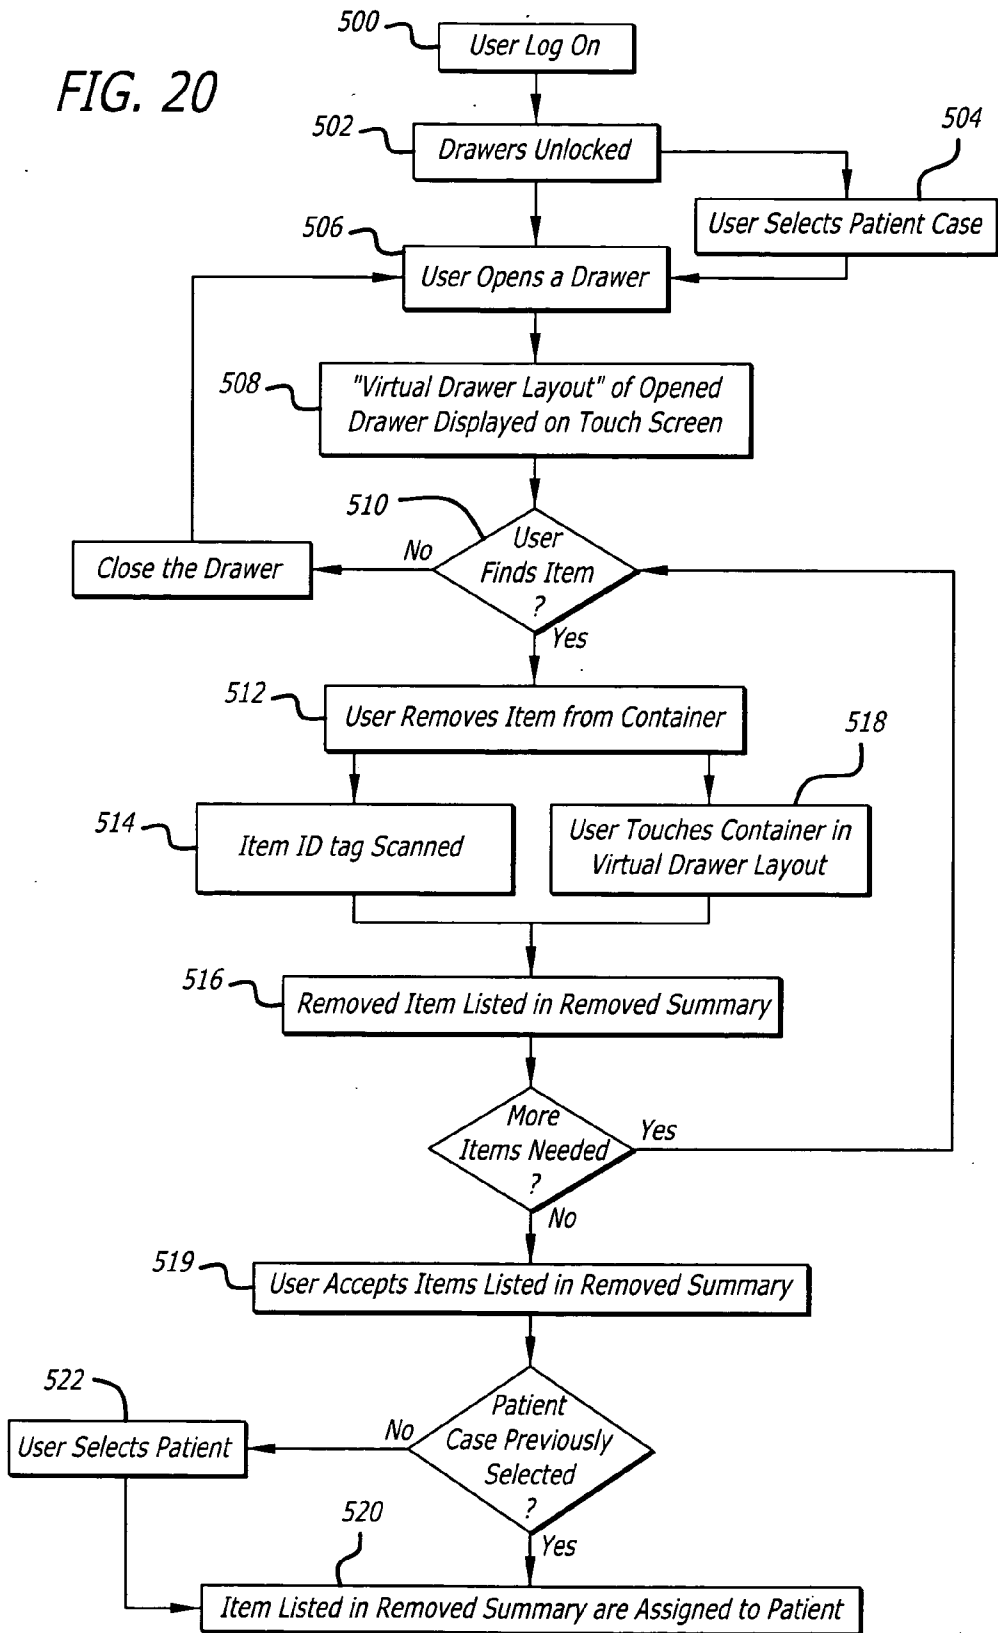 FIG. 20
500
User Log On
502
Drawers Unlocked
504
User Selects Patient Case
506
User Opens a Drawer
508
"Virtual Drawer Layout" of Opened
Drawer Displayed on Touch Screen
510
User
Finds Item
?
No
Close the Drawer
Yes
512
User Removes Item from Container
514
Item ID tag Scanned
518
User Touches Container in
Virtual Drawer Layout
516
Removed Item Listed in Removed Summary
More
Items Needed
?
Yes
No
519
User Accepts Items Listed in Removed Summary
Patient
Case Previously
Selected
?
No
522
User Selects Patient
Yes
520
Item Listed in Removed Summary are Assigned to Patient